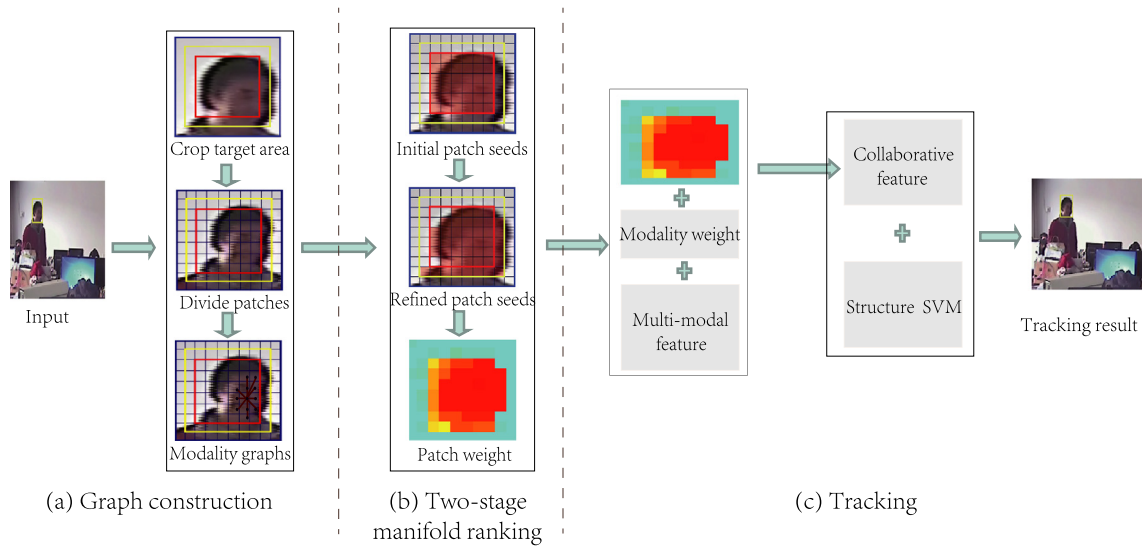 Input
Crop target area
Divide patches
Modality graphs
(a) Graph construction
Initial patch seeds
Refined patch seeds
Patch weight
(b) Two-stage
manifold ranking
Modality weight
Multi-modal
feature
Collaborative
feature
Structure SVM
Tracking result
(c) Tracking